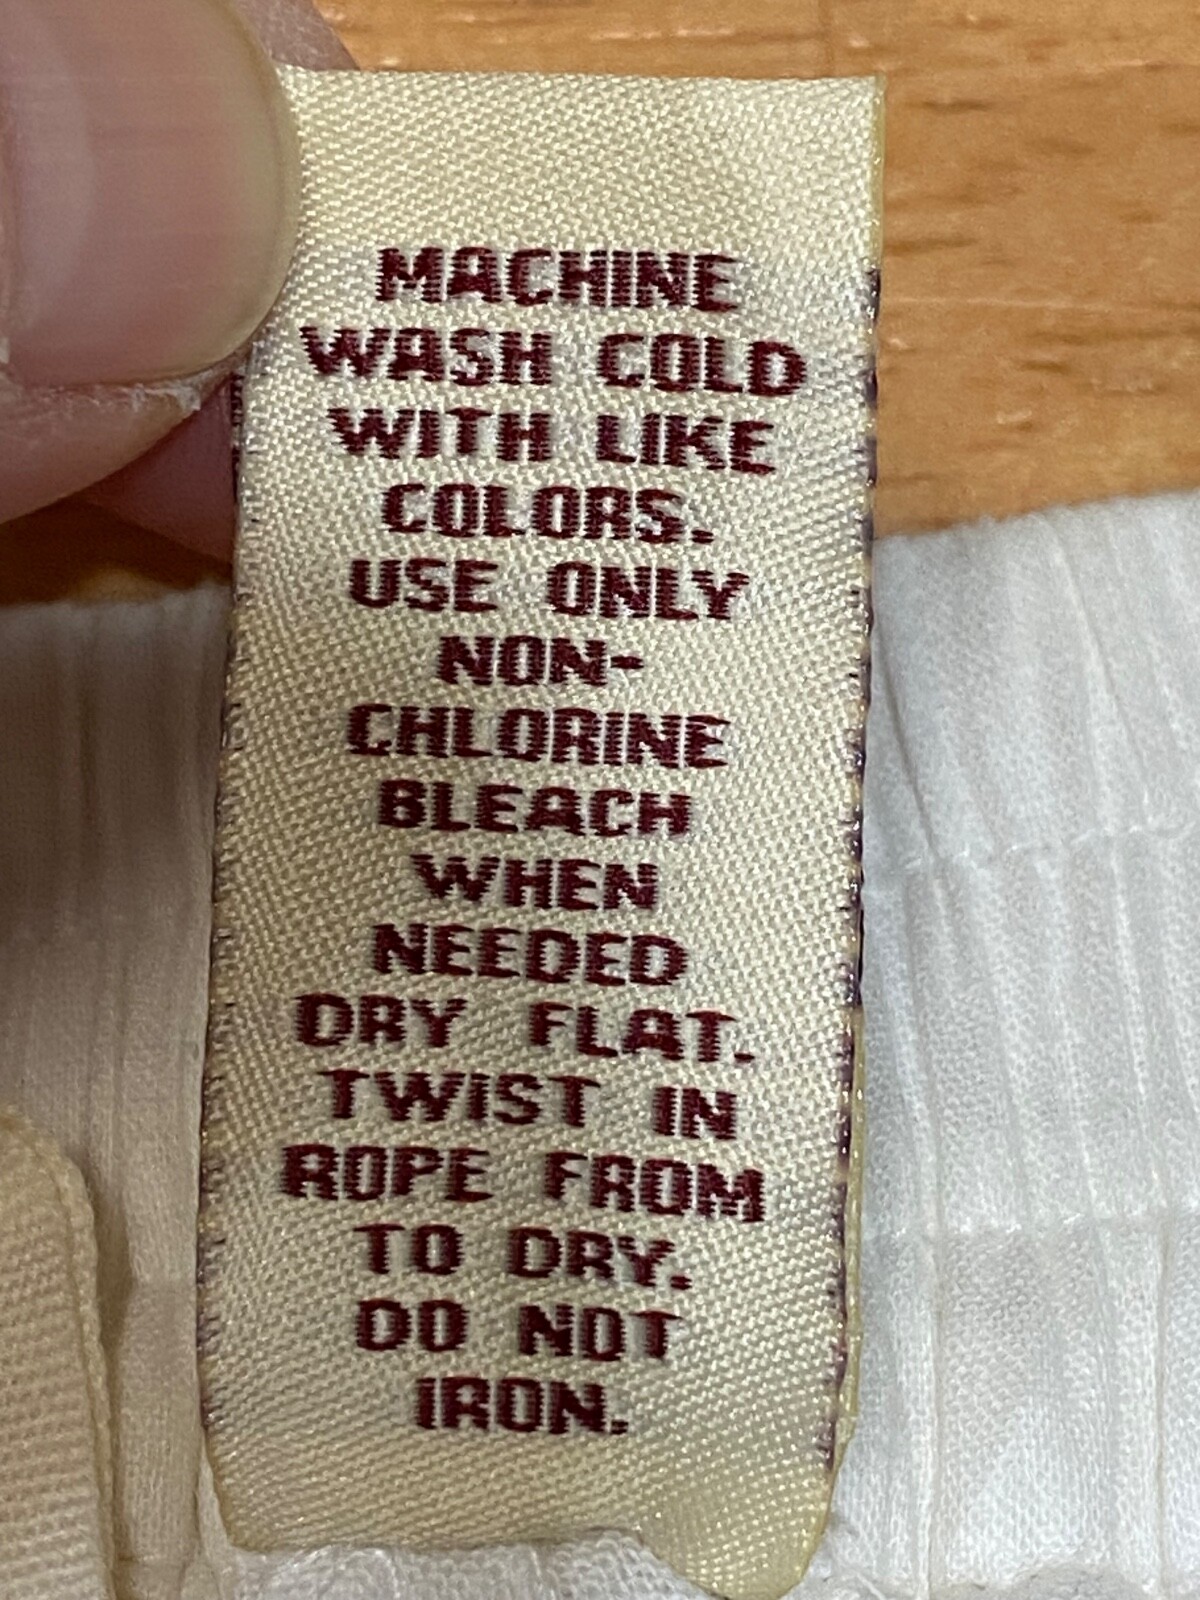 MACHINE
WASH COLD
WITH LIKE
COLORS.
USE ONLY
NON-
CHLORINE
BLEACH
WHEN
NEEDED
DRY FLAT.
TWIST IN
ROPE FROM
TO DRY.
DO NOT
IRON.